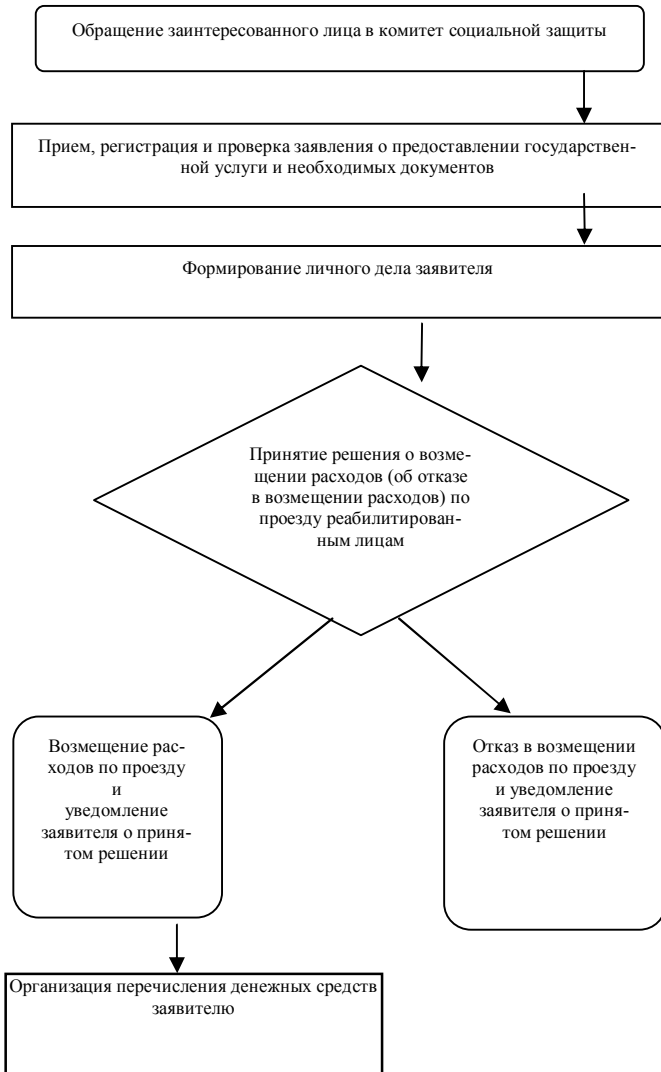 Обращение заинтересованного лица в комитет социальной защиты
Прием, регистрация и проверка заявления о предоставлении государствен-
ной услуги и необходимых документов
Формирование личного дела заявителя
Принятие решения о возме-
щении расходов (об отказе
в возмещении расходов) по
проезду реабилитирован-
ным лицам
Возмещение рас-
ходов по проезду
и
уведомление
заявителя о приня-
том решении
Отказ в возмещении
расходов по проезду
и уведомление
заявителя о приня-
том решении
Организация перечисления денежных средств
заявителю